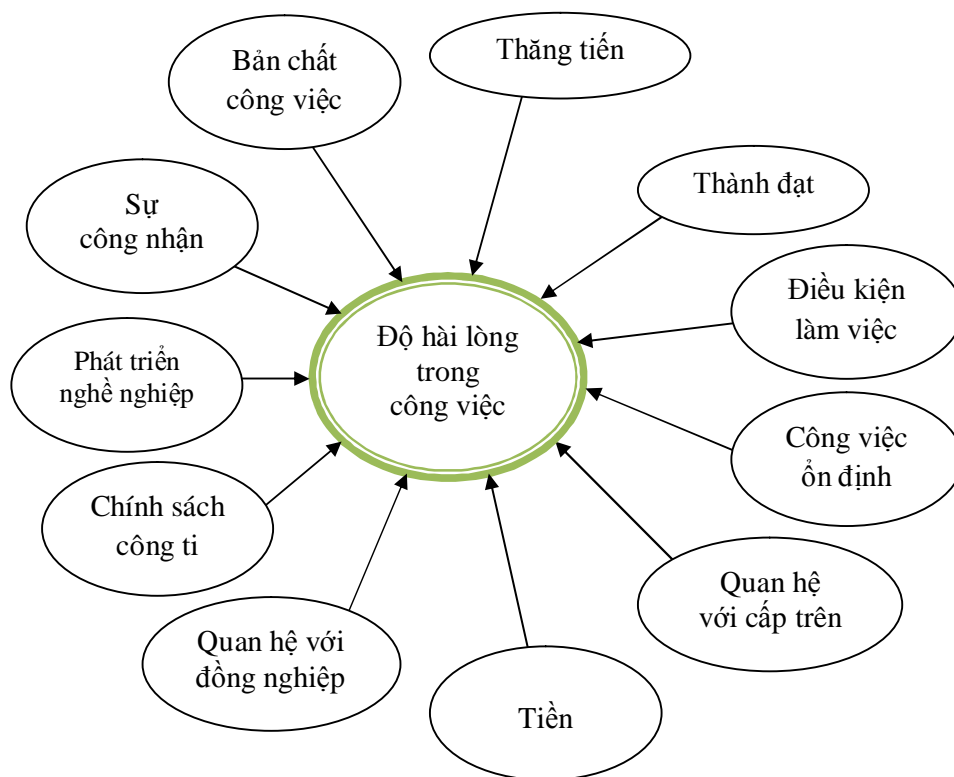 Bản chất
công việc
Thăng tiến
Thành đạt
Sự
công nhận
Điều kiện
làm việc
Độ hài lòng
trong
công việc
Phát triển
nghề nghiệp
Công việc
ổn định
Chính sách
công ti
Quan hệ
với cấp trên
Quan hệ với
đồng nghiệp
Tiền